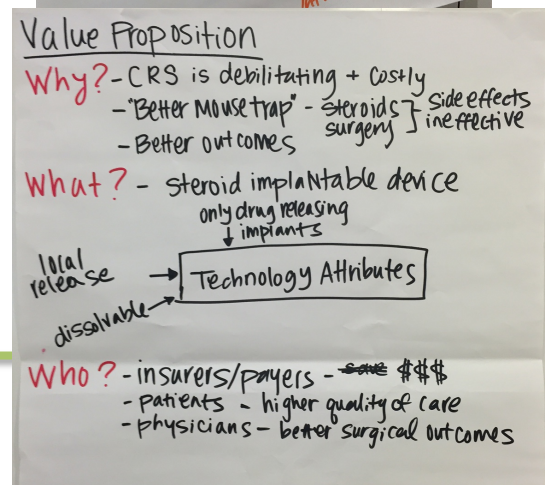 Value Proposition
Why? - CRS is debilitating + costly
- "Better Mousetrap" - steroids surgery ] side effects ineffective
- Better outcomes
What? - steroid implantable device
only drug releasing
implants
local
release
Technology Attributes
dissolvable
Who? - insurers/payers - save $$$
- patients - higher quality of care
- physicians - better surgical outcomes